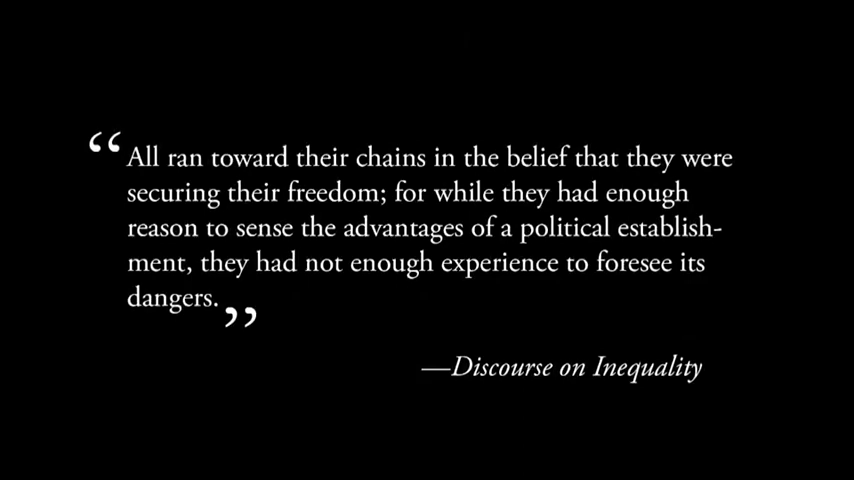 “All ran toward their chains in the belief that they were
securing their freedom; for while they had enough
reason to sense the advantages of a political establish-
ment, they had not enough experience to foresee its
dangers.”
—Discourse on Inequality